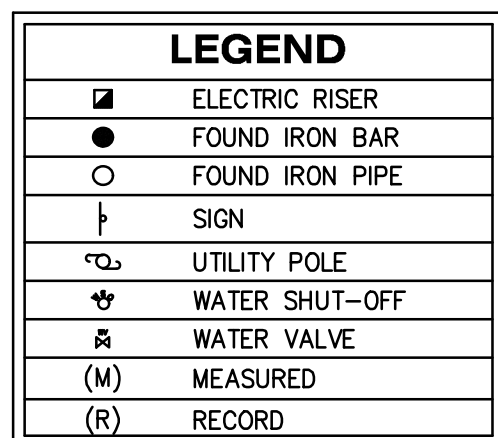 LEGEND
ELECTRIC RISER
FOUND IRON BAR
FOUND IRON PIPE
SIGN
UTILITY POLE
WATER SHUT-OFF
WV WATER VALVE
(M) MEASURED
(R) RECORD